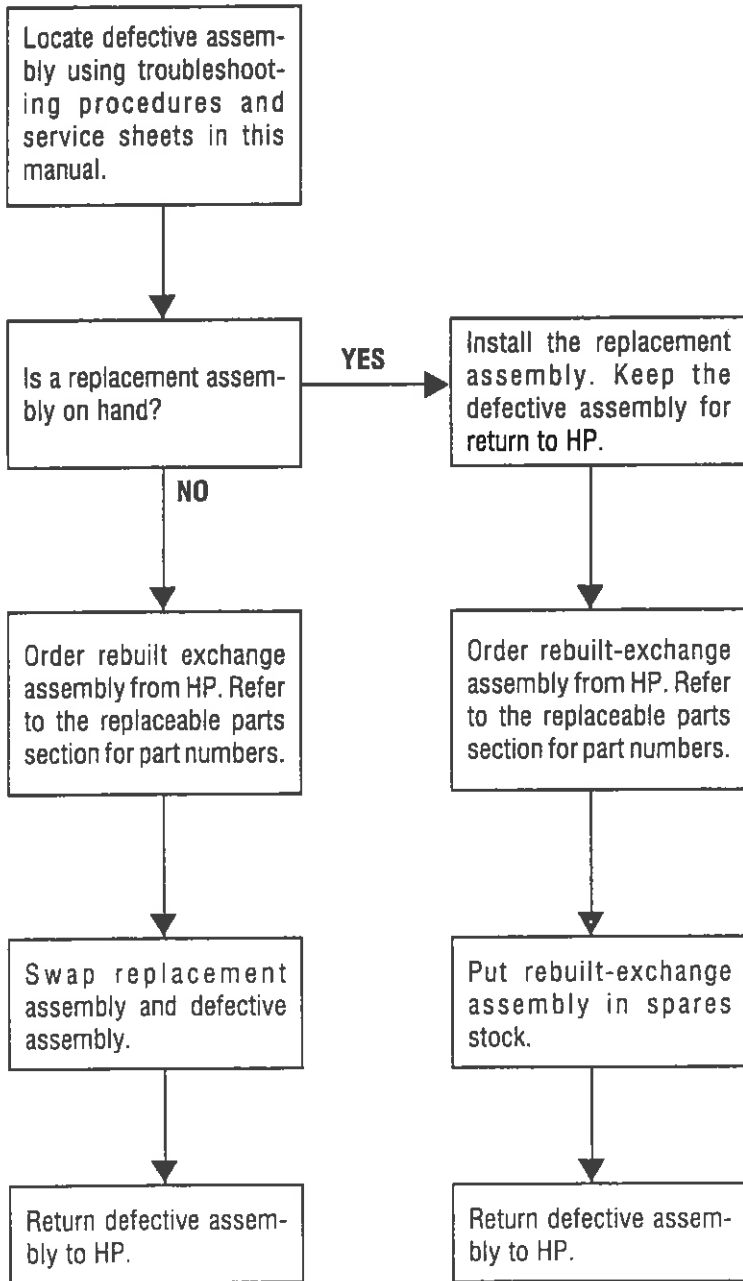 Locate defective assem-
bly using troubleshoot-
ing procedures and
service sheets in this
manual.
Is a replacement assem-
bly on hand?
YES
Install the replacement
assembly. Keep the
defective assembly for
return to HP.
NO
Order rebuilt exchange
assembly from HP. Refer
to the replaceable parts
section for part numbers.
Order rebuilt-exchange
assembly from HP. Refer
to the replaceable parts
section for part numbers.
Swap replacement
assembly and defective
assembly.
Put rebuilt-exchange
assembly in spares
stock.
Return defective assem-
bly to HP.
Return defective assem-
bly to HP.